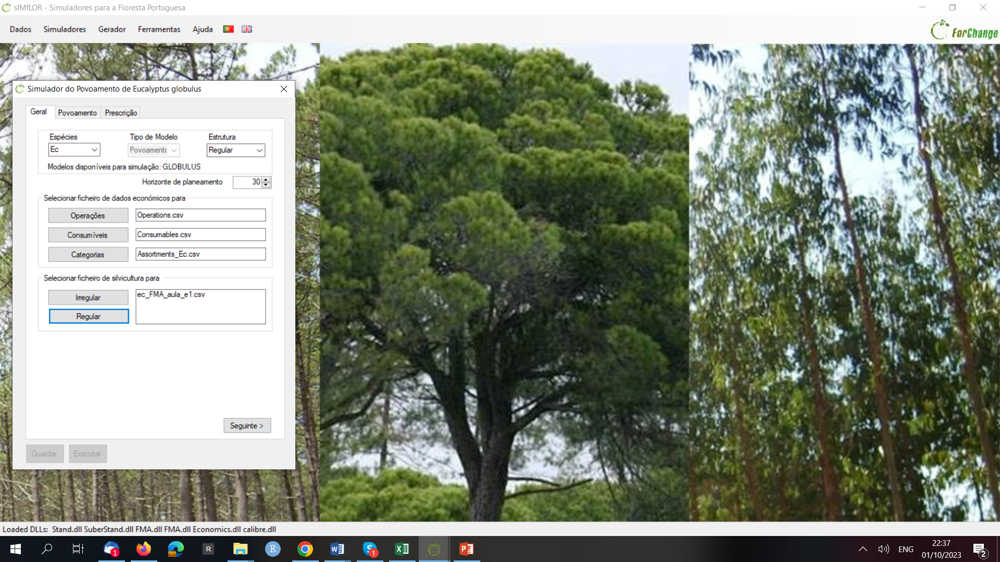 sIMfLOR - Simuladores para a Floresta Portuguesa
Dados Simuladores Gerador Ferramentas Ajuda
ForChange
Simulador do Povoamento de Eucalyptus globulus
Geral Povoamento Prescrição
Espécies Tipo de Modelo Estrutura
Ec Povoamento Regular
Modelos disponíveis para simulação: GLOBULUS
Horizonte de planeamento 30
Selecionar ficheiro de dados económicos para
Operações Operations.csv
Consumíveis Consumables.csv
Categorias Assortments_Ec.csv
Selecionar ficheiro de silvicultura para
Irregular ec_FMA_aula_e1.csv
Regular
Seguinte >
Guardar Executar
Loaded DLLs: Stand.dll SuberStand.dll FMA.dll FMA.dll Economics.dll calibre.dll
1 R R W S 1 X P ENG 22:37
01/10/2023 2